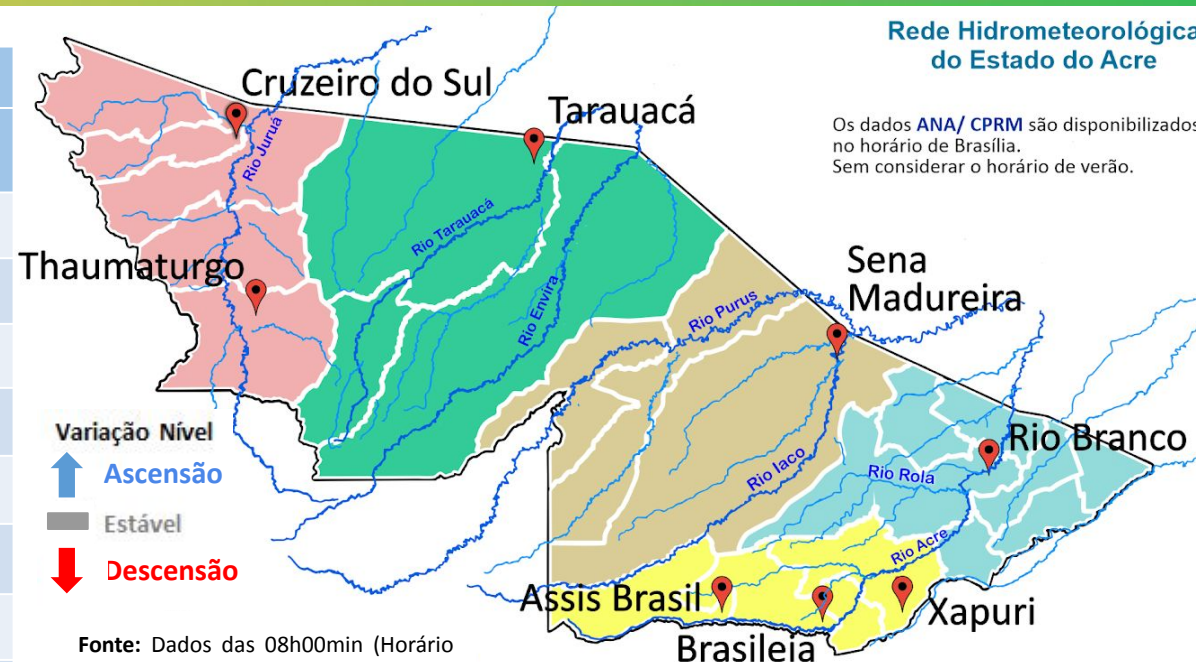 Rede Hidrometeorológica
do Estado do Acre
Os dados ANA/ CPRM são disponibilizados
no horário de Brasília.
Sem considerar o horário de verão.
Cruzeiro do Sul
Tarauacá
Rio Juruá
Rio Tarauacá
Thaumaturgo
Rio Envira
Sena
Madureira
Rio Purus
Variação Nível
Ascensão
Estável
Descensão
Rio Branco
Rio Iaco
Rio Rola
Rio Acre
Assis Brasil
Brasileia
Xapuri
Fonte: Dados das 08h00min (Horário